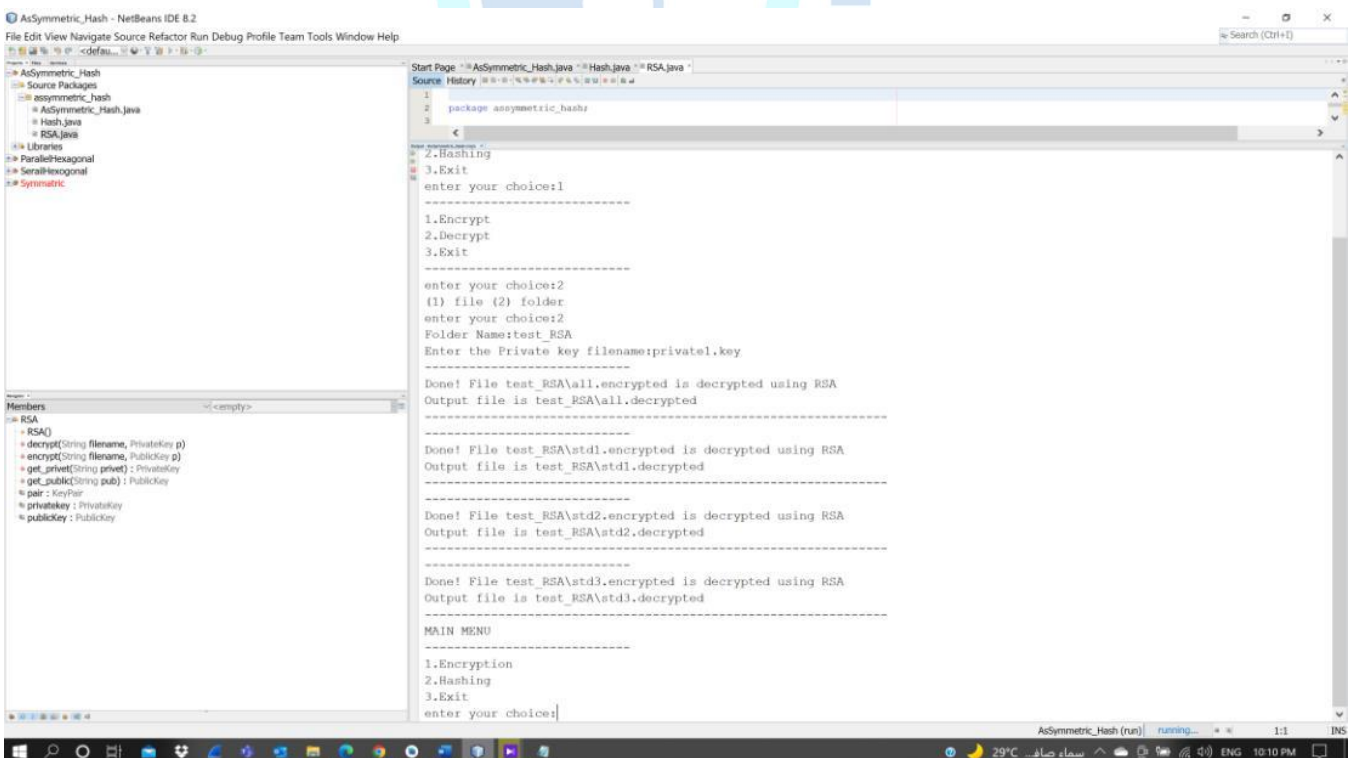 AsSymmetric_Hash - NetBeans IDE 8.2
File Edit View Navigate Source Refactor Run Debug Profile Team Tools Window Help
Search (Ctrl+I)
<defau...
AsSymmetric_Hash
Source Packages
assymmetric_hash
AsSymmetric_Hash.java
Hash.java
RSA.java
Libraries
ParallelHexagonal
SerailHexogonal
Symmatric
Members
<empty>
RSA
RSA()
decrypt(String filename, PrivateKey p)
encrypt(String filename, PublicKey p)
get_privet(String privet) : PrivateKey
get_public(String pub) : PublicKey
pair : KeyPair
privatekey : PrivateKey
publicKey : PublicKey
Start Page AsSymmetric_Hash.java Hash.java RSA.java
Source History
1
2 package assymmetric_hash;
3
2.Hashing
3.Exit
enter your choice:1
----------------------------
1.Encrypt
2.Decrypt
3.Exit
----------------------------
enter your choice:2
(1) file (2) folder
enter your choice:2
Folder Name:test_RSA
Enter the Private key filename:private1.key
----------------------------
Done! File test_RSA\all.encrypted is decrypted using RSA
Output file is test_RSA\all.decrypted
---------------------------------------------------------------
----------------------------
Done! File test_RSA\std1.encrypted is decrypted using RSA
Output file is test_RSA\std1.decrypted
---------------------------------------------------------------
----------------------------
Done! File test_RSA\std2.encrypted is decrypted using RSA
Output file is test_RSA\std2.decrypted
---------------------------------------------------------------
----------------------------
Done! File test_RSA\std3.encrypted is decrypted using RSA
Output file is test_RSA\std3.decrypted
---------------------------------------------------------------
MAIN MENU
----------------------------
1.Encryption
2.Hashing
3.Exit
enter your choice:
AsSymmetric_Hash (run) running... 1:1 INS
29°C سماء صاف... ENG 10:10 PM